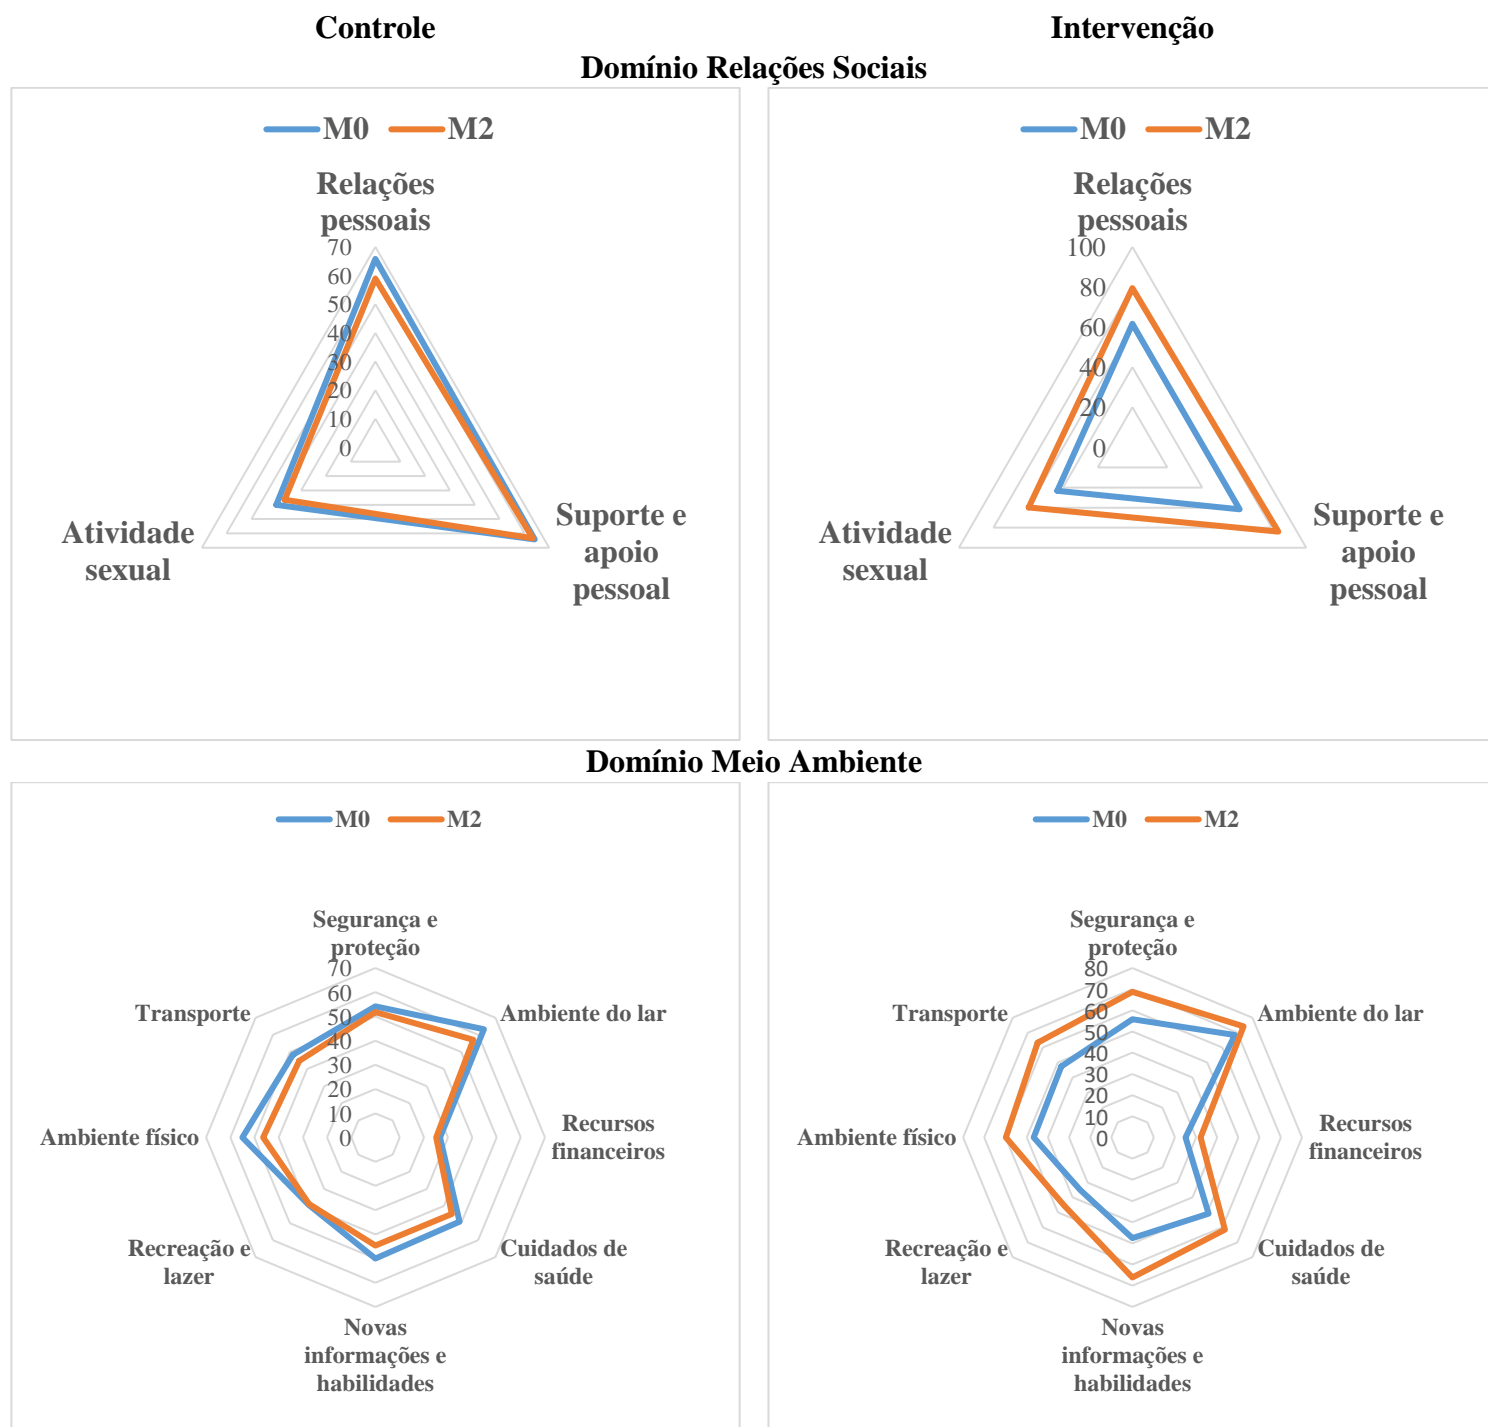 Controle
Intervenção
Domínio Relações Sociais
M0 M2
Relações
pessoais
70
60
50
40
30
20
10
0
Atividade
sexual
Suporte e
apoio
pessoal
M0 M2
Relações
pessoais
100
80
60
40
20
0
Atividade
sexual
Suporte e
apoio
pessoal
Domínio Meio Ambiente
M0 M2
Segurança e
proteção
70
60
50
40
30
20
10
0
Transporte
Ambiente do lar
Ambiente físico
Recursos
financeiros
Recreação e
lazer
Cuidados de
saúde
Novas
informações e
habilidades
M0 M2
Segurança e
proteção
80
70
60
50
40
30
20
10
0
Transporte
Ambiente do lar
Ambiente físico
Recursos
financeiros
Recreação e
lazer
Cuidados de
saúde
Novas
informações e
habilidades